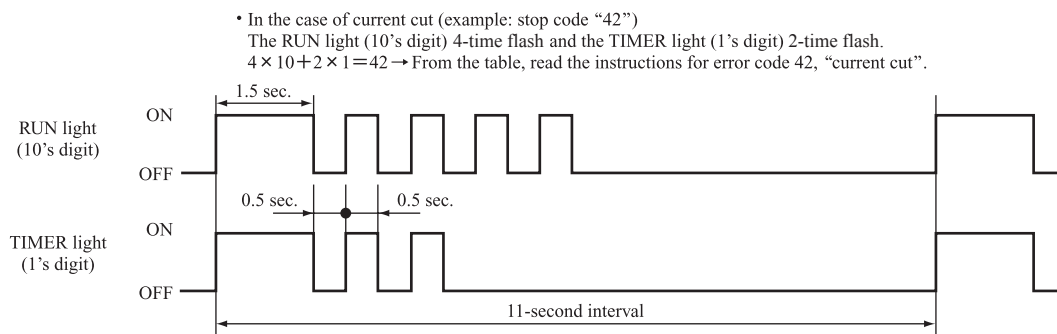 • In the case of current cut (example: stop code “42”)
The RUN light (10’s digit) 4-time flash and the TIMER light (1’s digit) 2-time flash.
4×10+2×1=42→From the table, read the instructions for error code 42, “current cut”.
1.5 sec.
ON
RUN light
(10’s digit)
OFF
0.5 sec.
0.5 sec.
ON
TIMER light
(1’s digit)
OFF
11-second interval